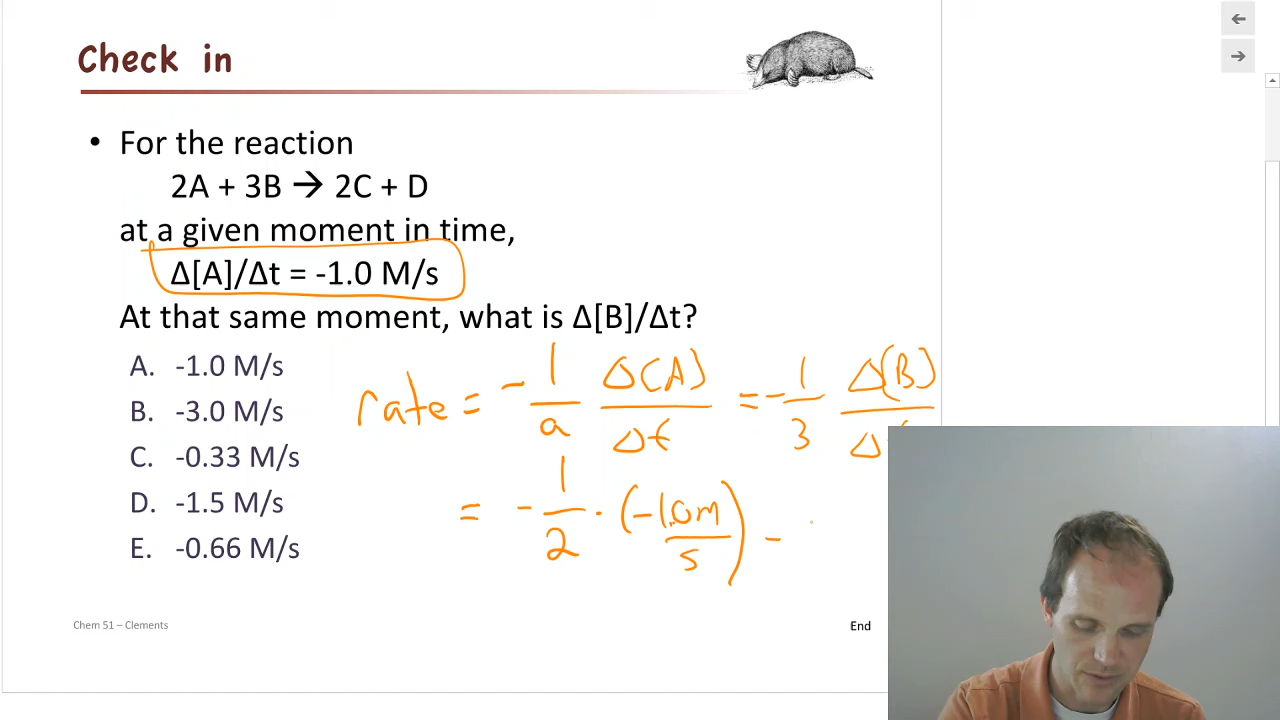 Check in
• For the reaction
2A + 3B → 2C + D
at a given moment in time,
Δ[A]/Δt = -1.0 M/s
At that same moment, what is Δ[B]/Δt?
A. -1.0 M/s
B. -3.0 M/s
C. -0.33 M/s
D. -1.5 M/s
E. -0.66 M/s
rate = - 1/a Δ(A)/Δt = - 1/3 Δ(B)/Δt
= - 1/2 · (-1.0M/s) -
Chem 51 – Clements
End